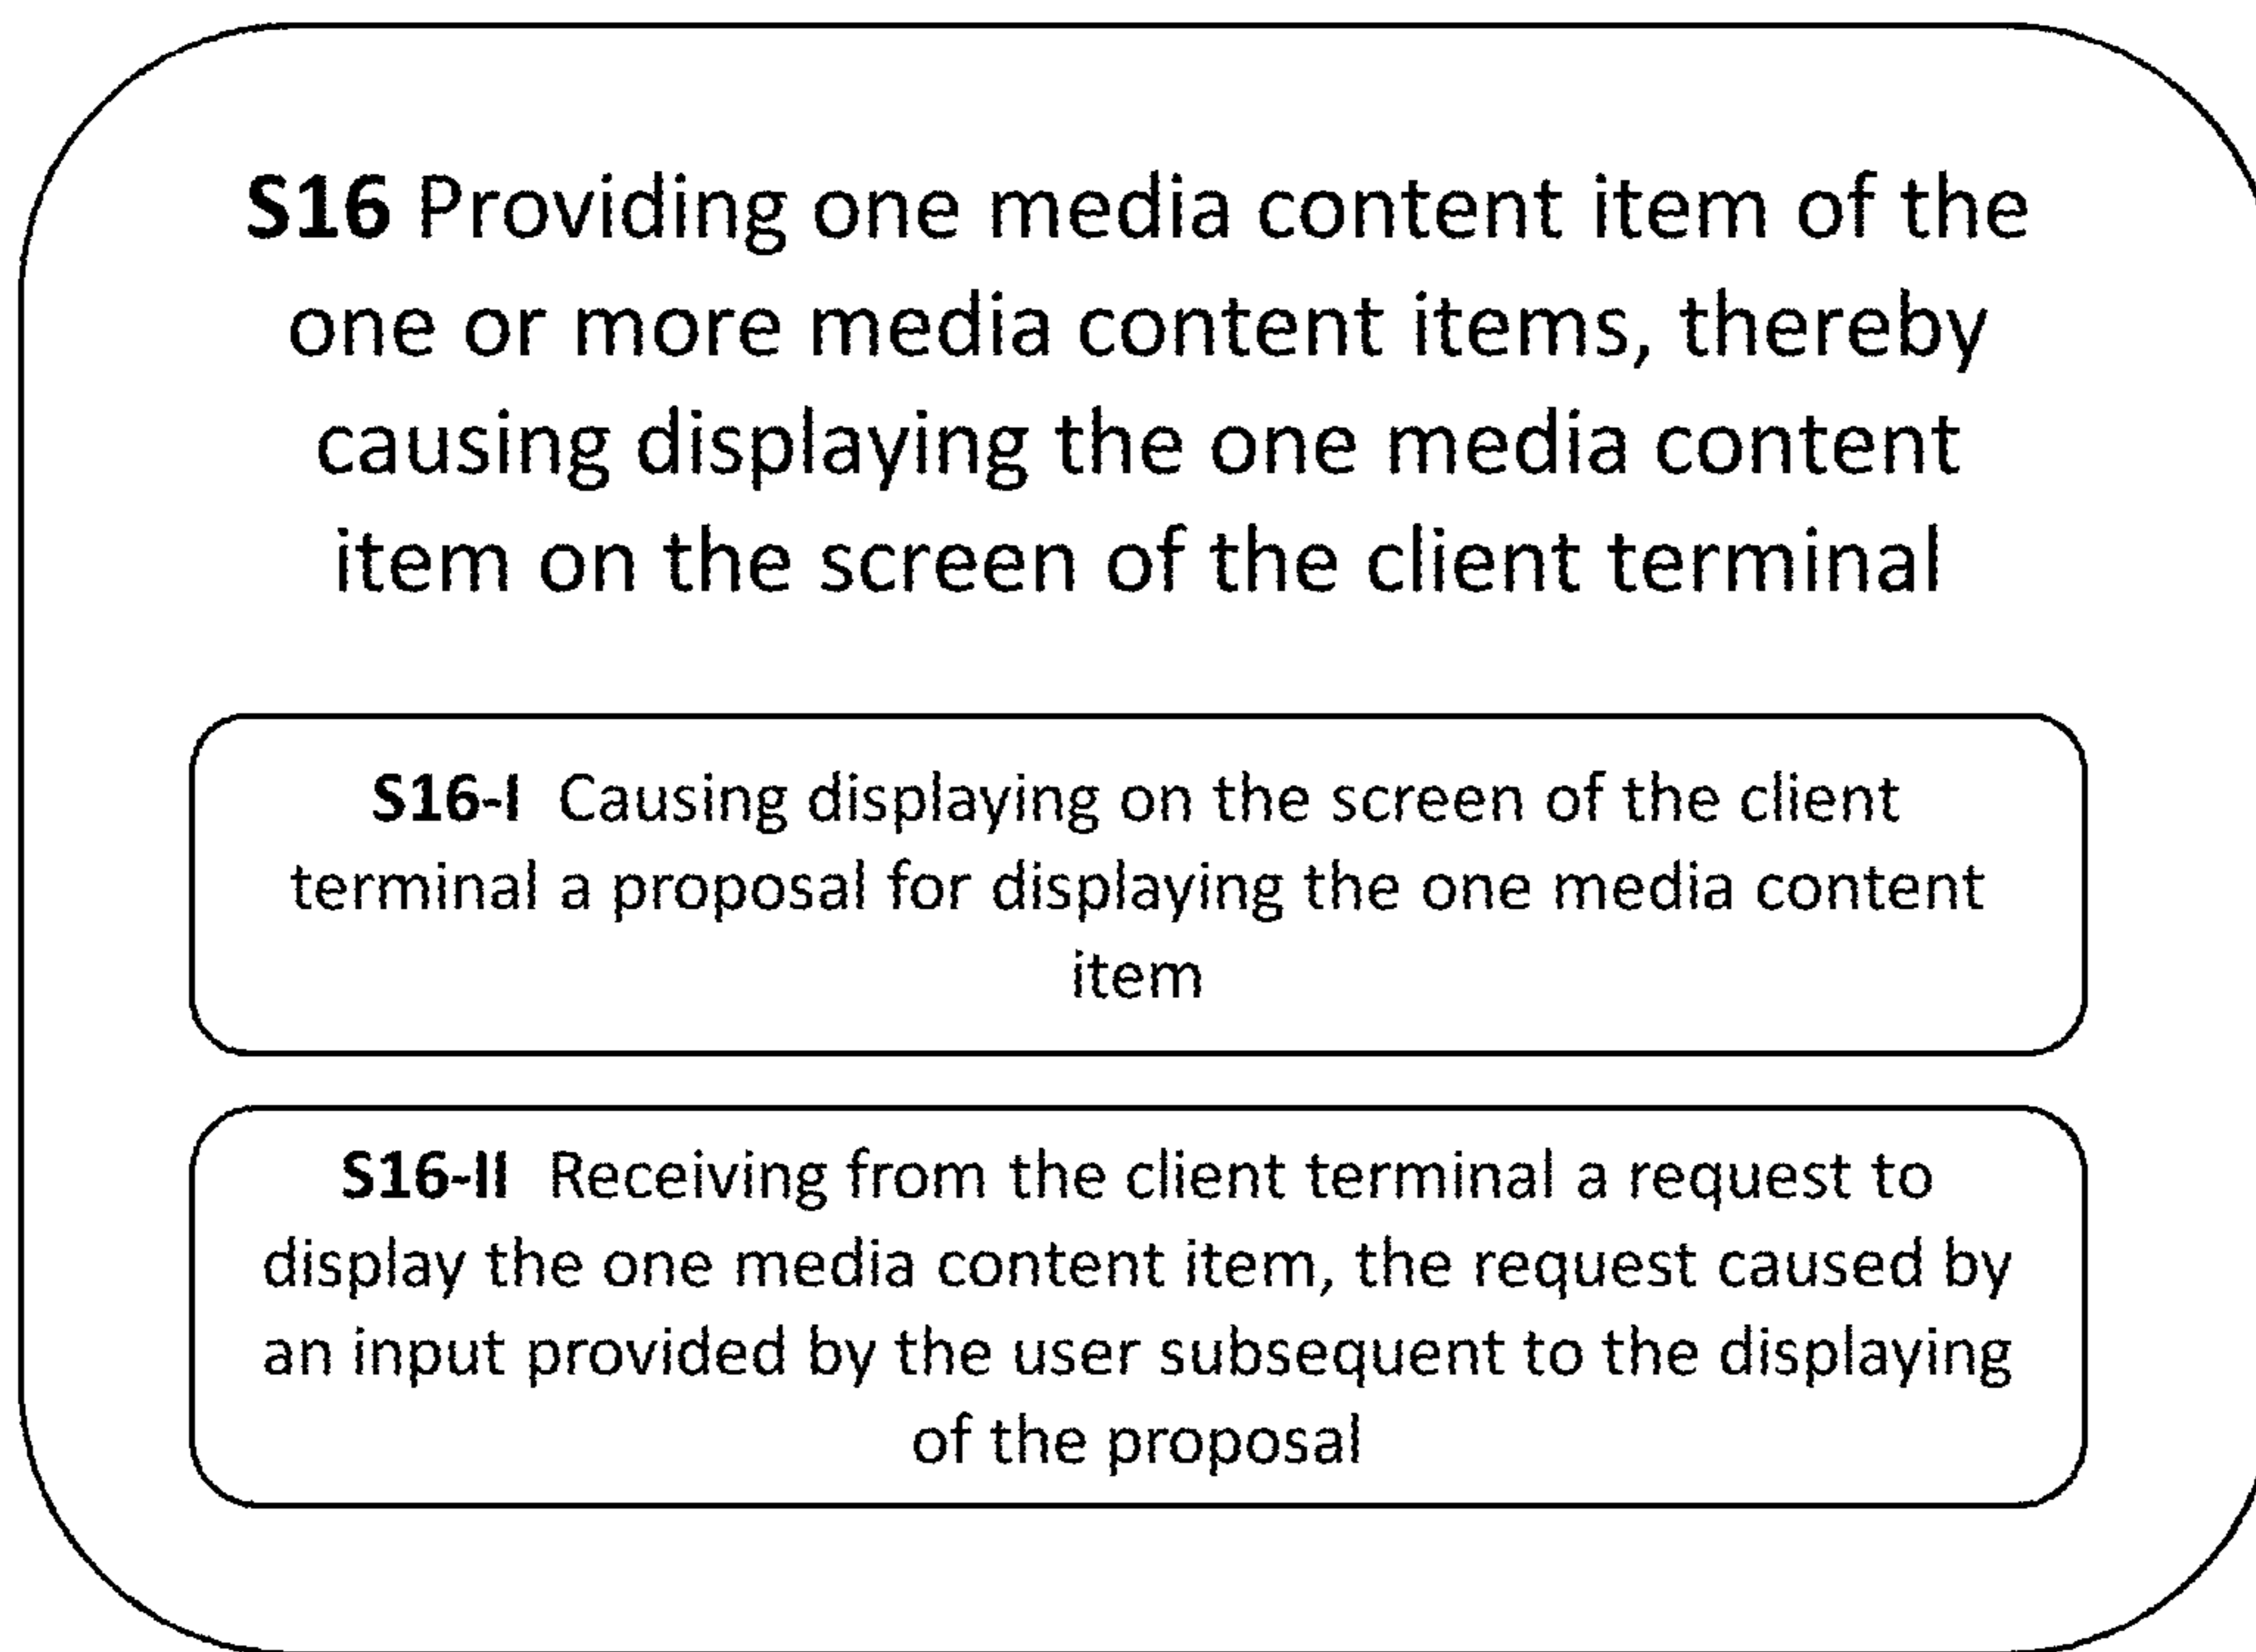 S16 Providing one media content item of the
one or more media content items, thereby
causing displaying the one media content
item on the screen of the client terminal
S16-I Causing displaying on the screen of the client
terminal a proposal for displaying the one media content
item
S16-II Receiving from the client terminal a request to
display the one media content item, the request caused by
an input provided by the user subsequent to the displaying
of the proposal